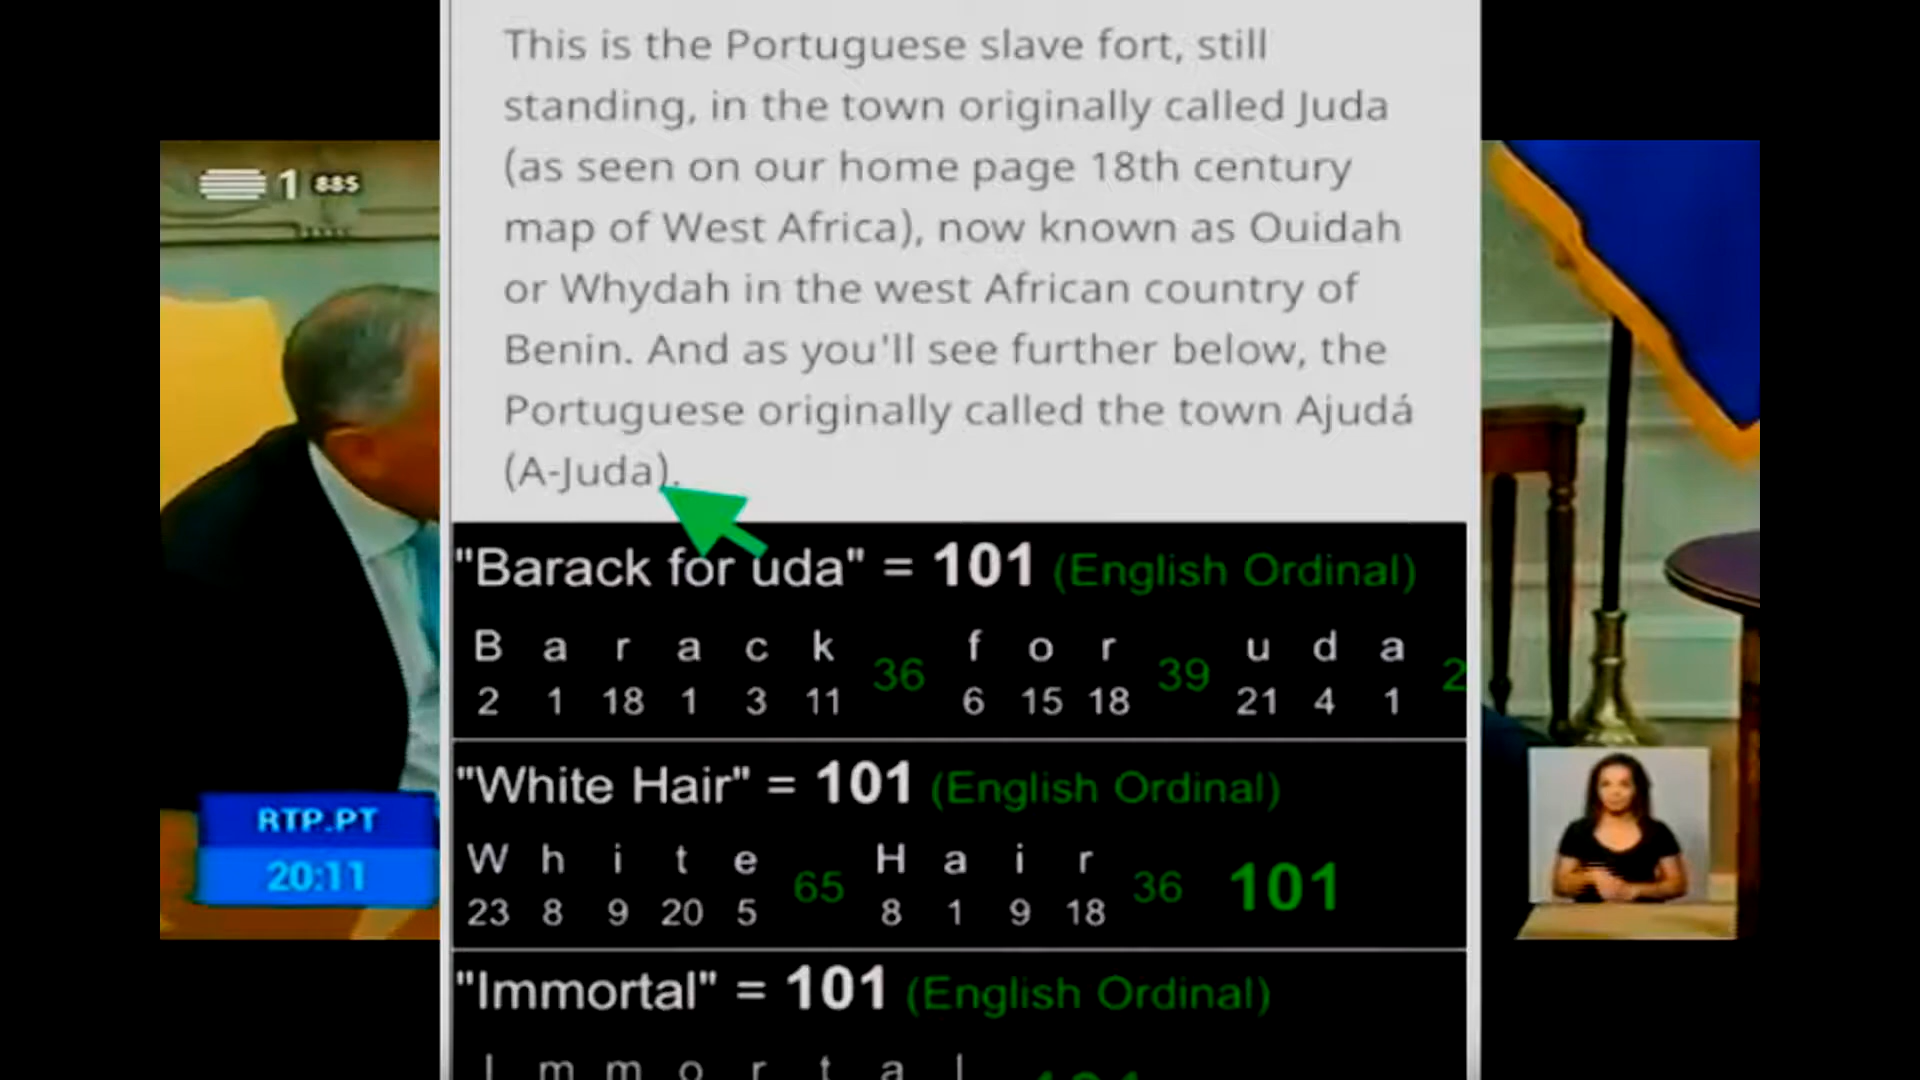 This is the Portuguese slave fort, still
standing, in the town originally called Juda
(as seen on our home page 18th century
map of West Africa), now known as Ouidah
or Whydah in the west African country of
Benin. And as you'll see further below, the
Portuguese originally called the town Ajudá
(A-Juda).
1 885
"Barack for uda" = 101 (English Ordinal)
B a r a c k 36 f o r 39 u d a 2
2 1 18 1 3 11 6 15 18 21 4 1
"White Hair" = 101 (English Ordinal)
W h i t e 65 H a i r 36 101
23 8 9 20 5 8 1 9 18
"Immortal" = 101 (English Ordinal)
I m m o r t a l
RTP.PT
20:11